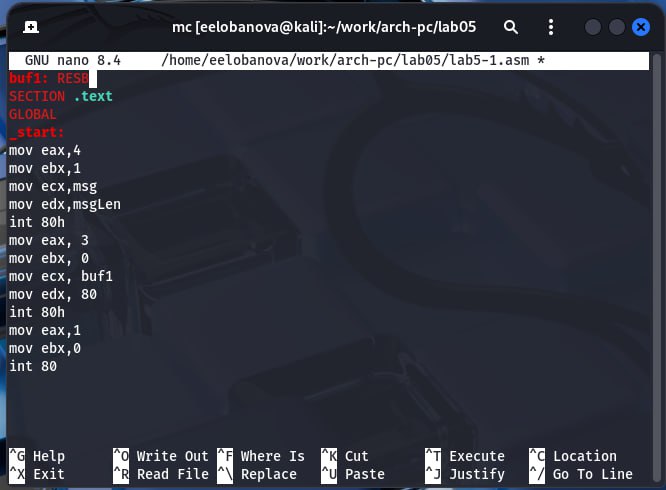 mc [eelobanova@kali]:~/work/arch-pc/lab05
GNU nano 8.4 /home/eelobanova/work/arch-pc/lab05/lab5-1.asm *
buf1: RESB
SECTION .text
GLOBAL
_start:
mov eax,4
mov ebx,1
mov ecx,msg
mov edx,msgLen
int 80h
mov eax, 3
mov ebx, 0
mov ecx, buf1
mov edx, 80
int 80h
mov eax,1
mov ebx,0
int 80
^G Help ^O Write Out ^F Where Is ^K Cut ^T Execute ^C Location
^X Exit ^R Read File ^\ Replace ^U Paste ^J Justify ^/ Go To Line